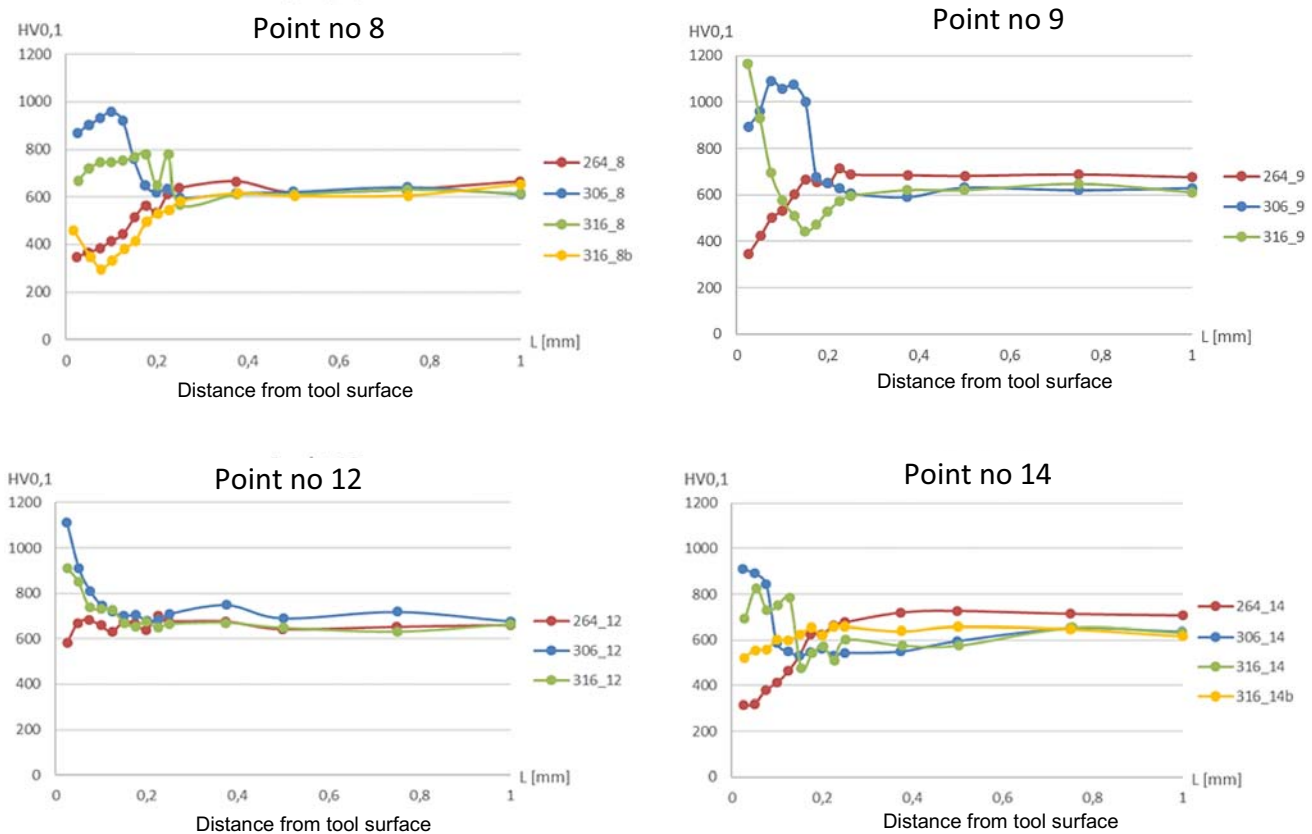 Point no 8
HV0,1
1200
1000
800
600
400
200
0
0 0,2 0,4 0,6 0,8 1
L [mm]
Distance from tool surface
264_8
306_8
316_8
316_8b
Point no 9
HV0,1
1200
1000
800
600
400
200
0
0 0,2 0,4 0,6 0,8 1
L [mm]
Distance from tool surface
264_9
306_9
316_9
Point no 12
HV0,1
1200
1000
800
600
400
200
0
0 0,2 0,4 0,6 0,8 1
L [mm]
Distance from tool surface
264_12
306_12
316_12
Point no 14
HV0,1
1200
1000
800
600
400
200
0
0 0,2 0,4 0,6 0,8 1
L [mm]
Distance from tool surface
264_14
306_14
316_14
316_14b